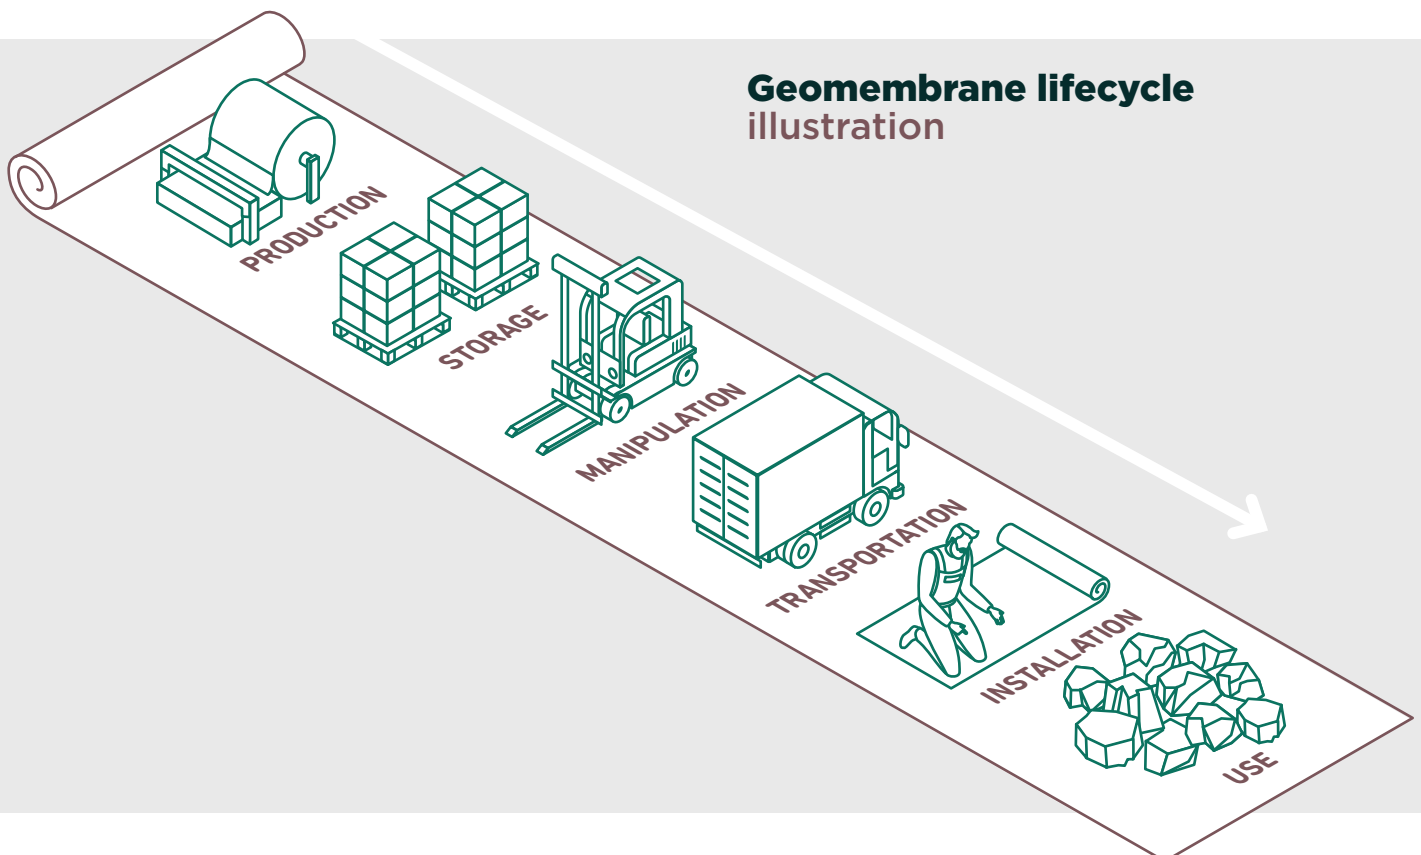 Geomembrane lifecycle
illustration
PRODUCTION
STORAGE
MANIPULATION
TRANSPORTATION
INSTALLATION
USE